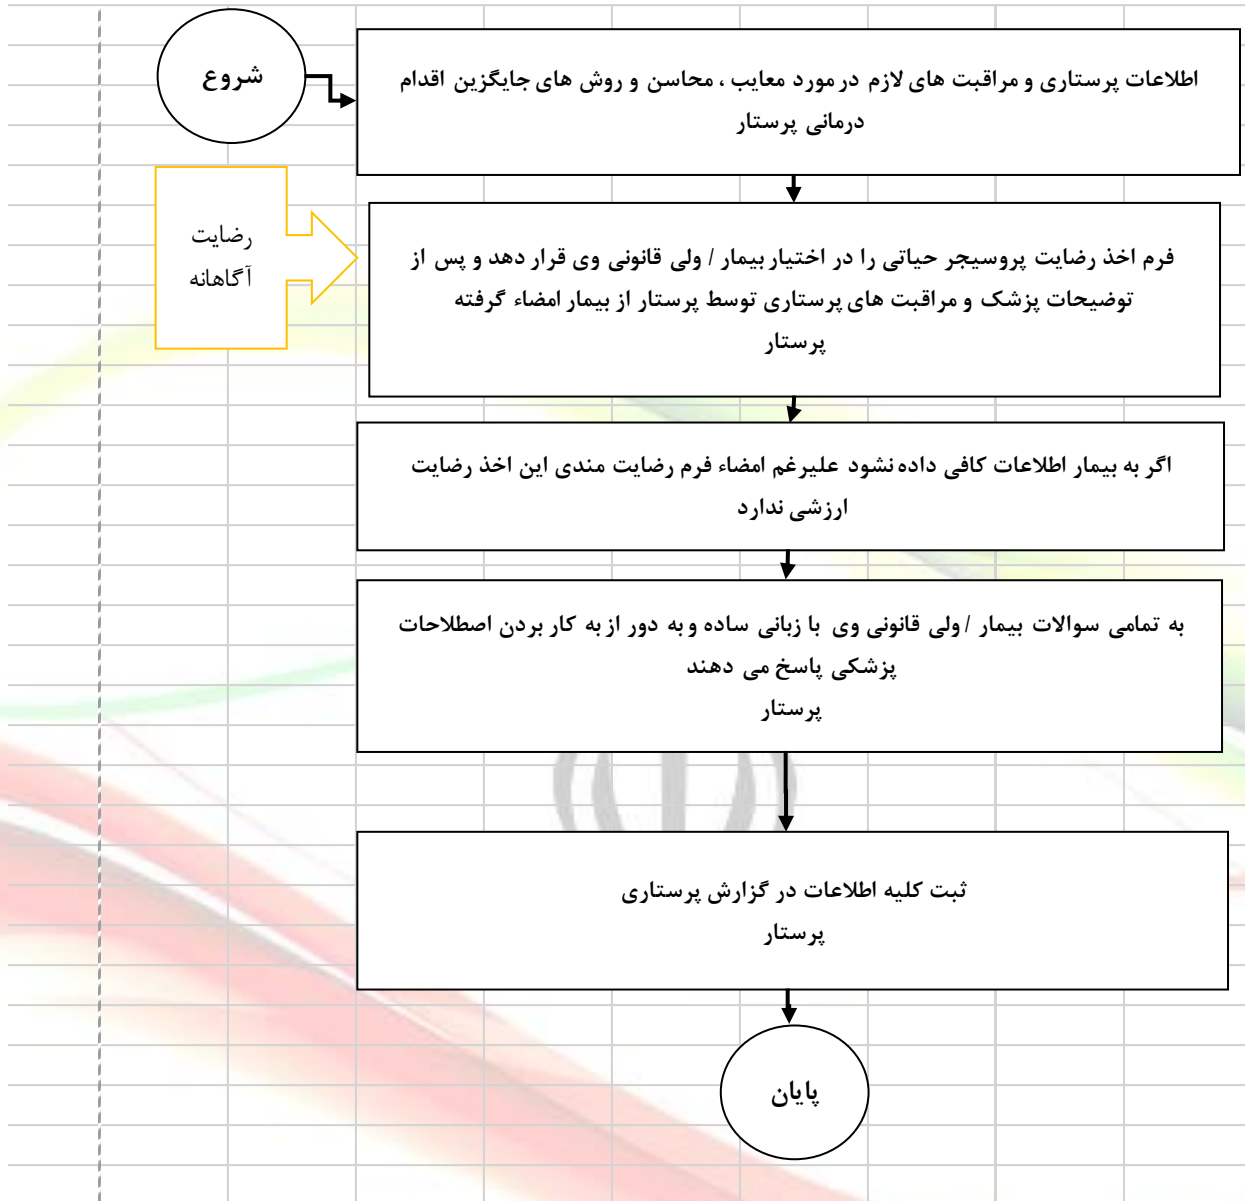 شروع
اطلاعات پرستاری و مراقبت های لازم در مورد معایب ، محاسن و روش های جایگزین اقدام
درمانی پرستار
رضایت
آگاهانه
فرم اخذ رضایت پروسیجر حیاتی را در اختیار بیمار / ولی قانونی وی قرار دهد و پس از
توضیحات پزشک و مراقبت های پرستاری توسط پرستار از بیمار امضاء گرفته
پرستار
اگر به بیمار اطلاعات کافی داده نشود علیرغم امضاء فرم رضایت مندی این اخذ رضایت
ارزشی ندارد
به تمامی سوالات بیمار / ولی قانونی وی با زبانی ساده و به دور از به کار بردن اصطلاحات
پزشکی پاسخ می دهند
پرستار
ثبت کلیه اطلاعات در گزارش پرستاری
پرستار
پایان